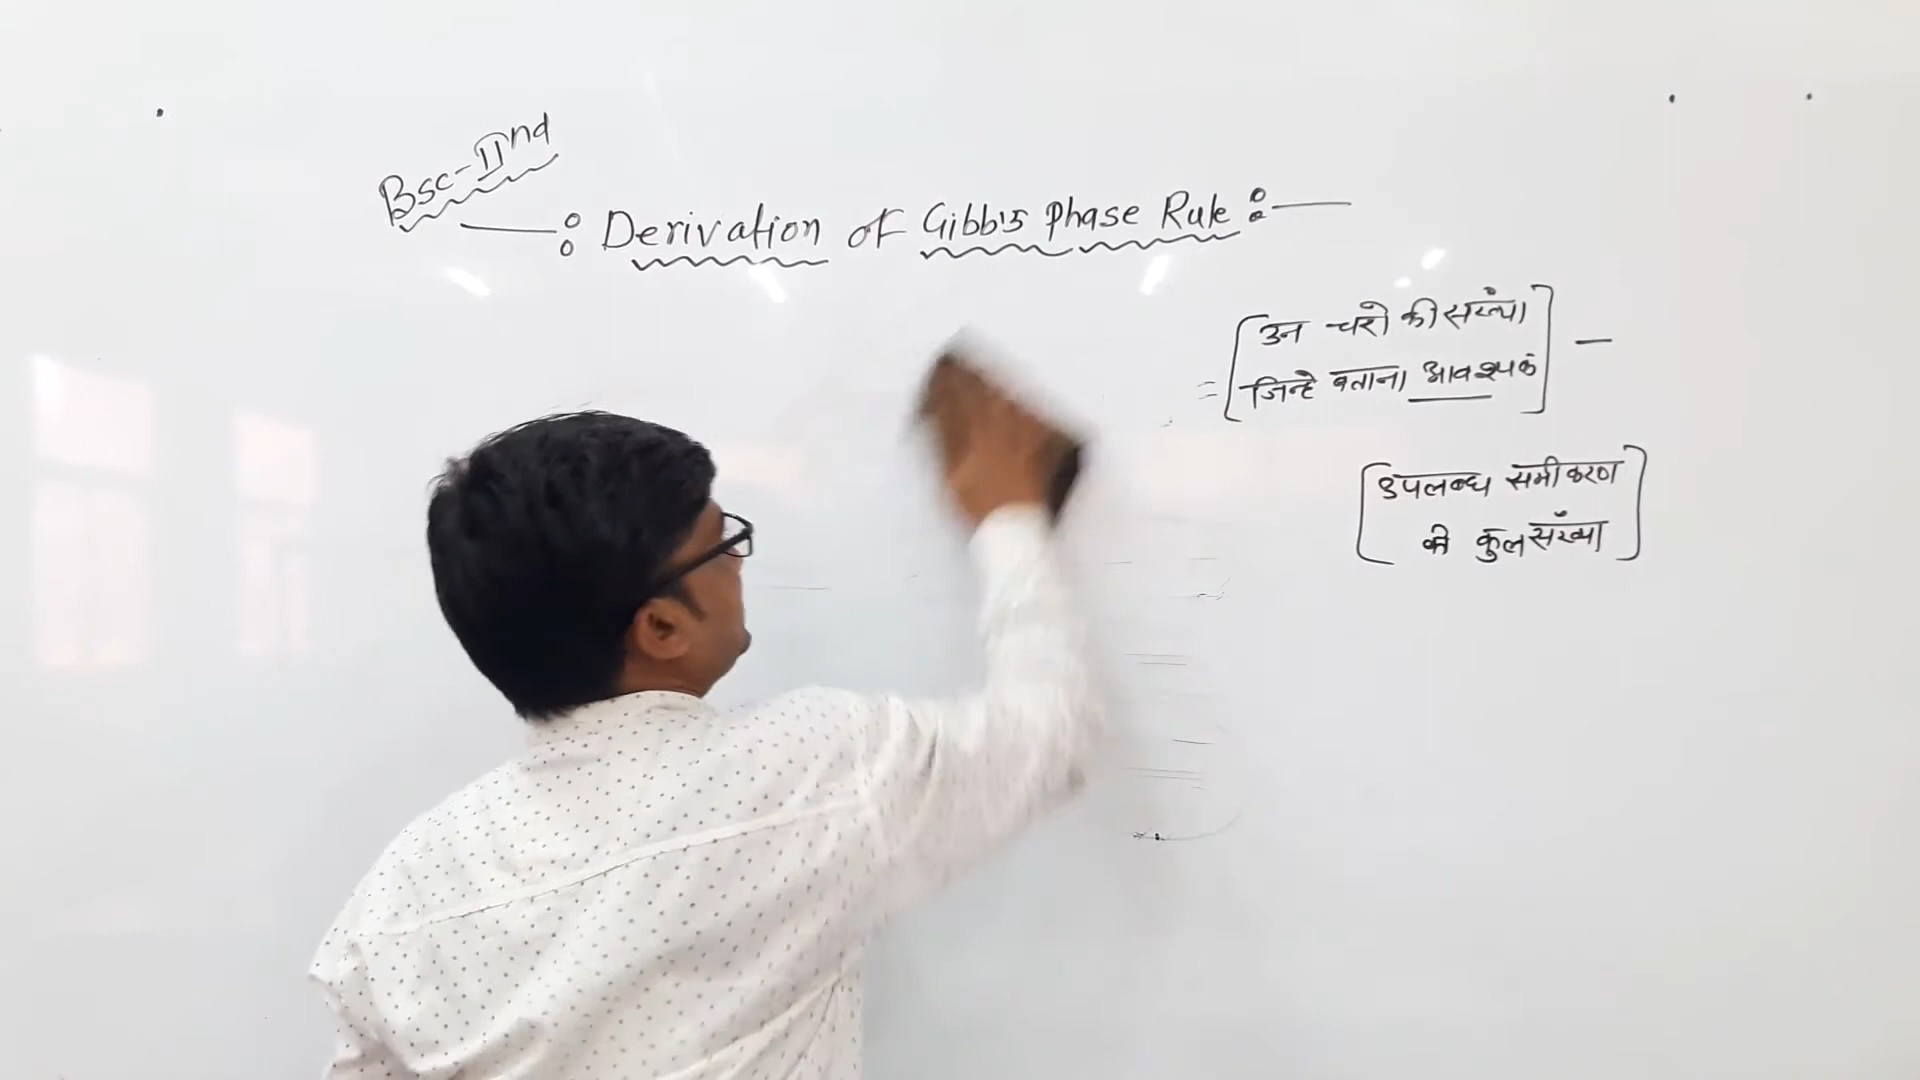 Bsc-IInd
Derivation of Gibb's Phase Rule :-
= [ उन चरो की संख्या
जिन्हे बताना आवश्यक ] -
[ उपलब्ध समीकरण
की कुल संख्या ]